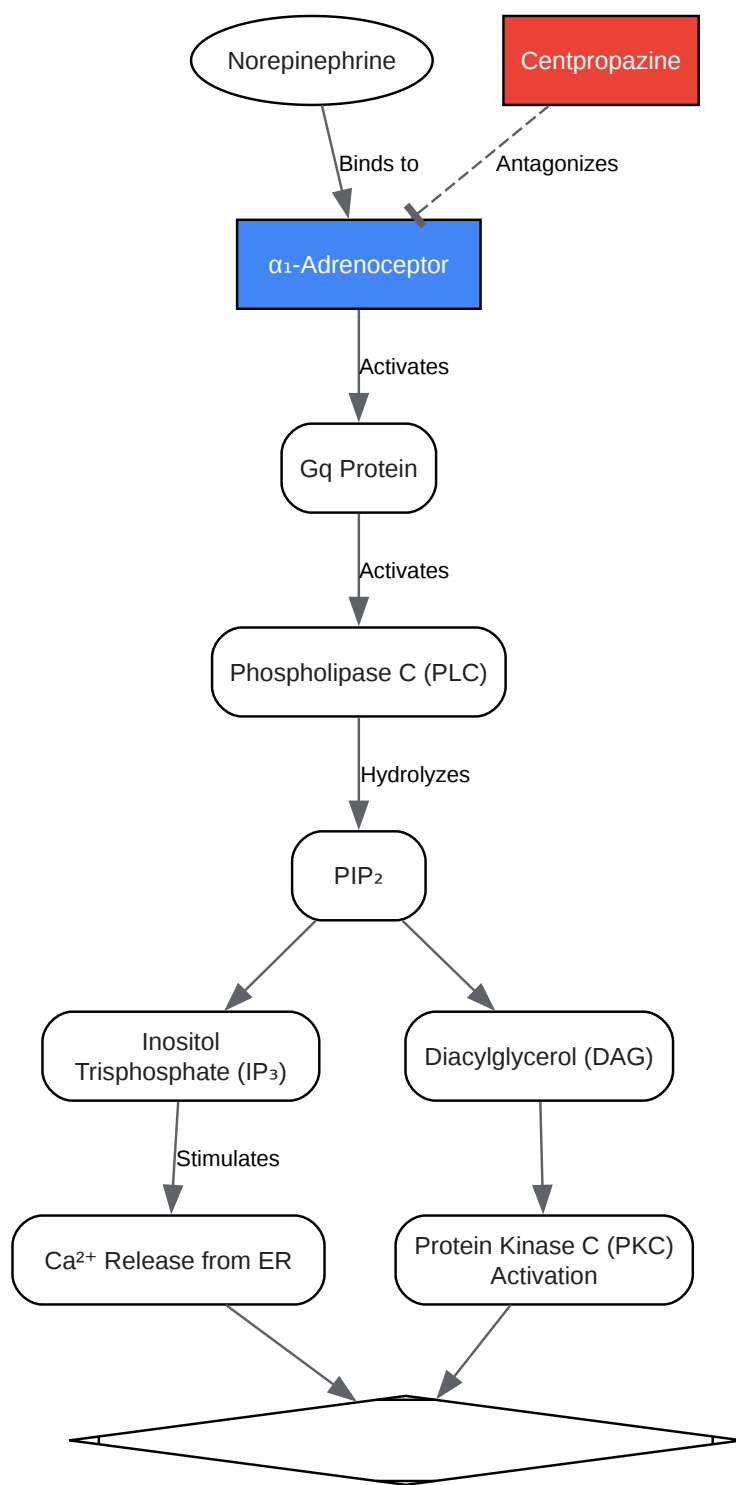 Norepinephrine
Centpropazine
Binds to
Antagonizes
α₁-Adrenoceptor
Activates
Gq Protein
Activates
Phospholipase C (PLC)
Hydrolyzes
PIP₂
Inositol
Trisphosphate (IP₃)
Diacylglycerol (DAG)
Stimulates
Ca²⁺ Release from ER
Protein Kinase C (PKC)
Activation